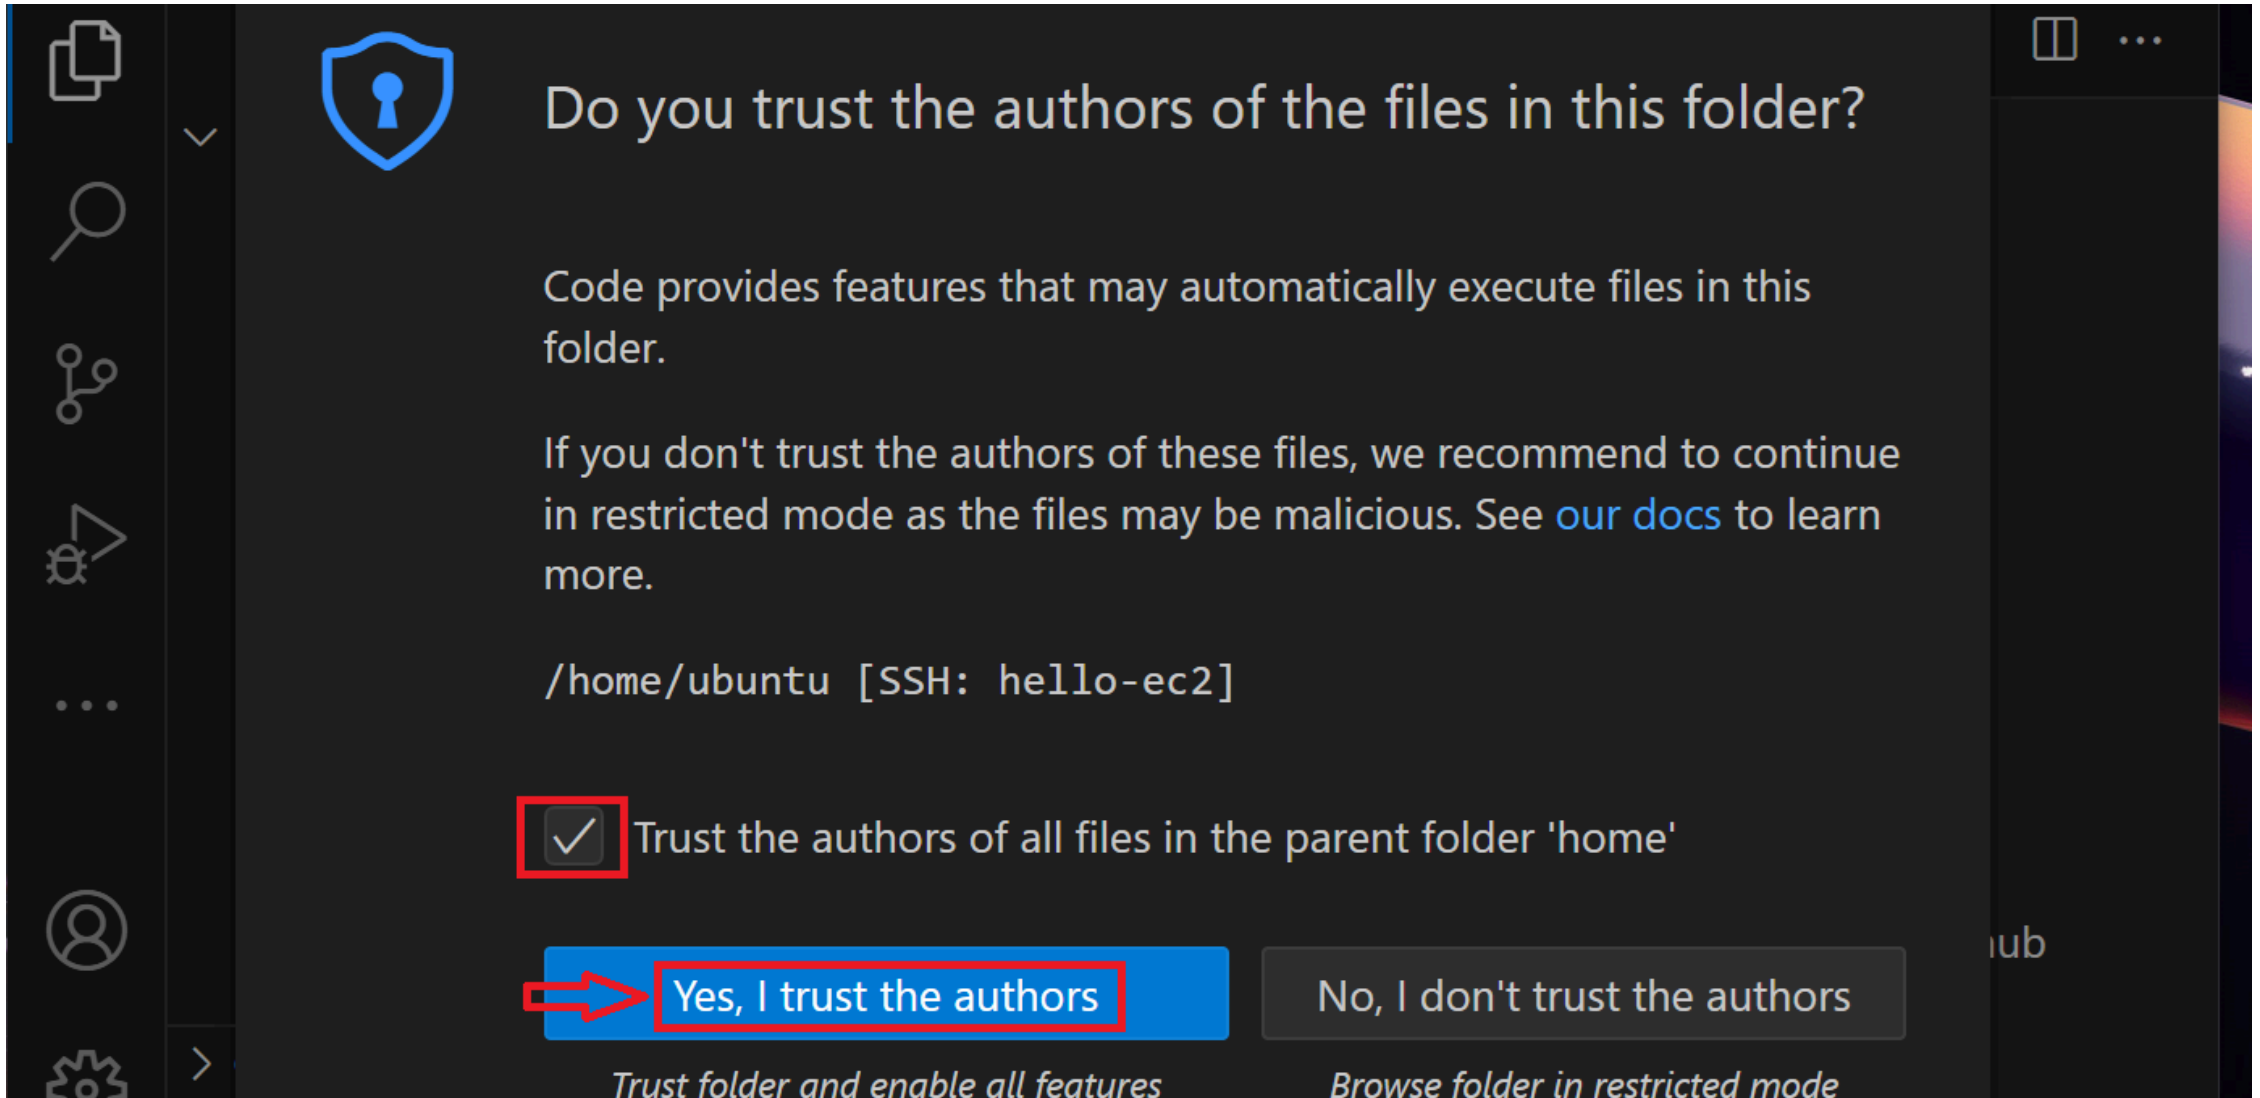 Do you trust the authors of the files in this folder?
Code provides features that may automatically execute files in this
folder.
If you don't trust the authors of these files, we recommend to continue
in restricted mode as the files may be malicious. See our docs to learn
more.
/home/ubuntu [SSH: hello-ec2]
Trust the authors of all files in the parent folder 'home'
Yes, I trust the authors
No, I don't trust the authors
Trust folder and enable all features
Browse folder in restricted mode